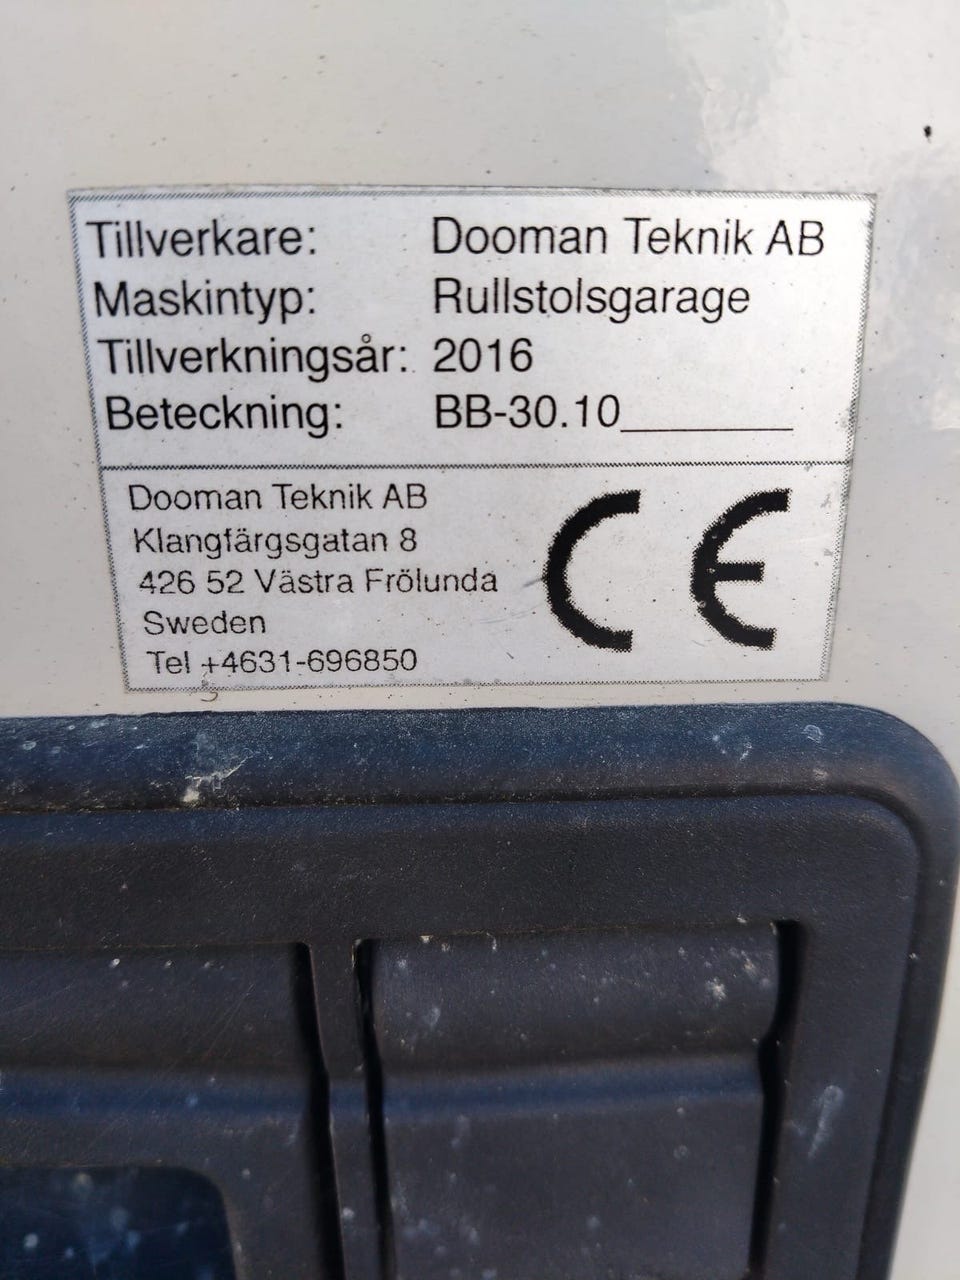 Tillverkare: Dooman Teknik AB
Maskintyp: Rullstolsgarage
Tillverkningsår: 2016
Beteckning: BB-30.10_______
Dooman Teknik AB
Klangfärgsgatan 8
426 52 Västra Frölunda
Sweden
Tel +4631-696850
CE